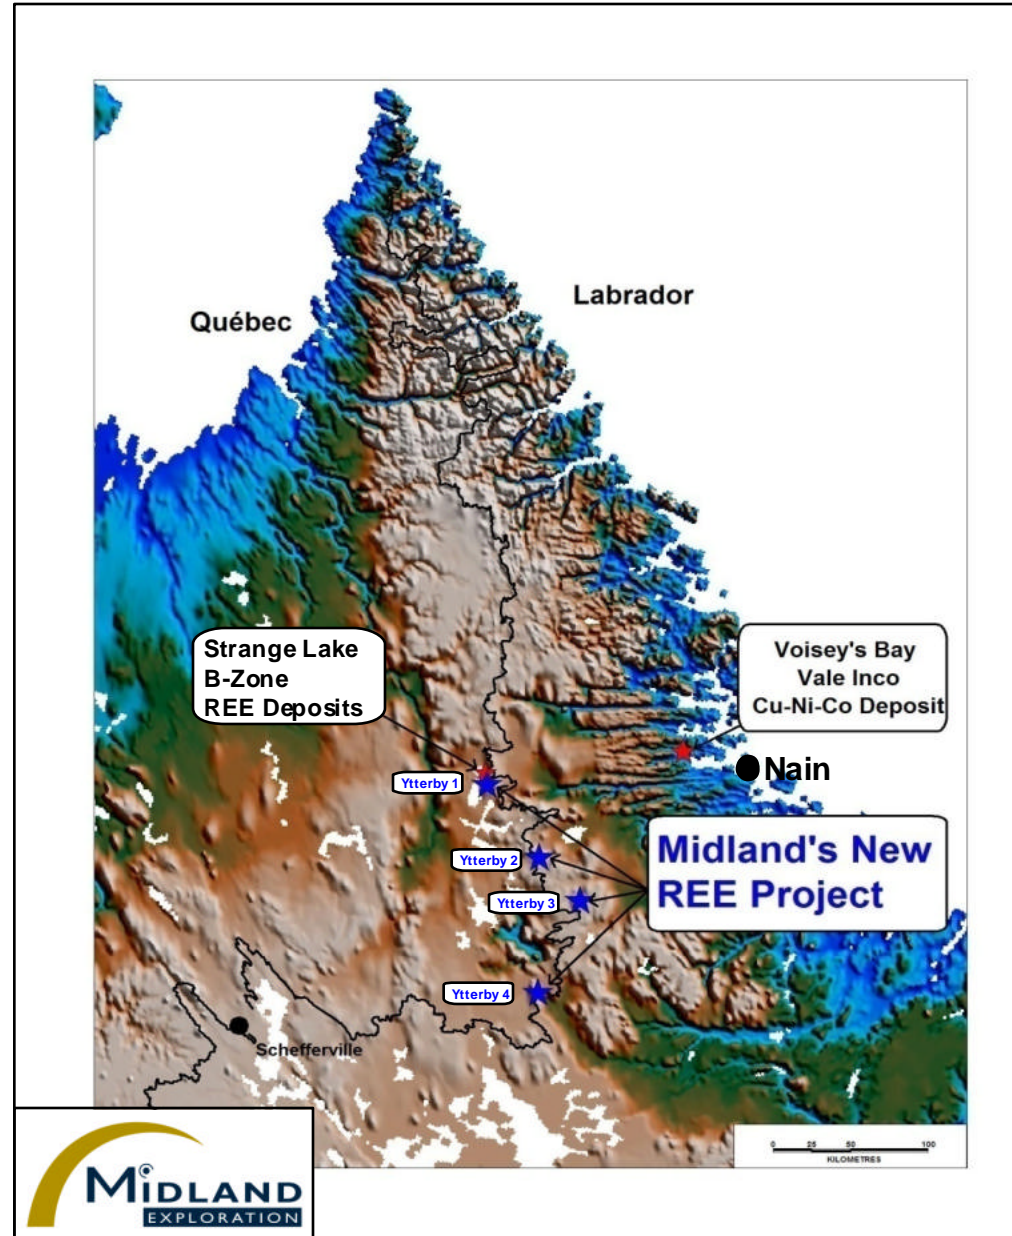 Labrador
Québec
Strange Lake
B-Zone
REE Deposits
Voisey's Bay
Vale Inco
Cu-Ni-Co Deposit
Nain
Ytterby 1
Midland's New
REE Project
Ytterby 2
Ytterby 3
Ytterby 4
Schefferville
0 25 50 100
KILOMETRES
MIDLAND
EXPLORATION